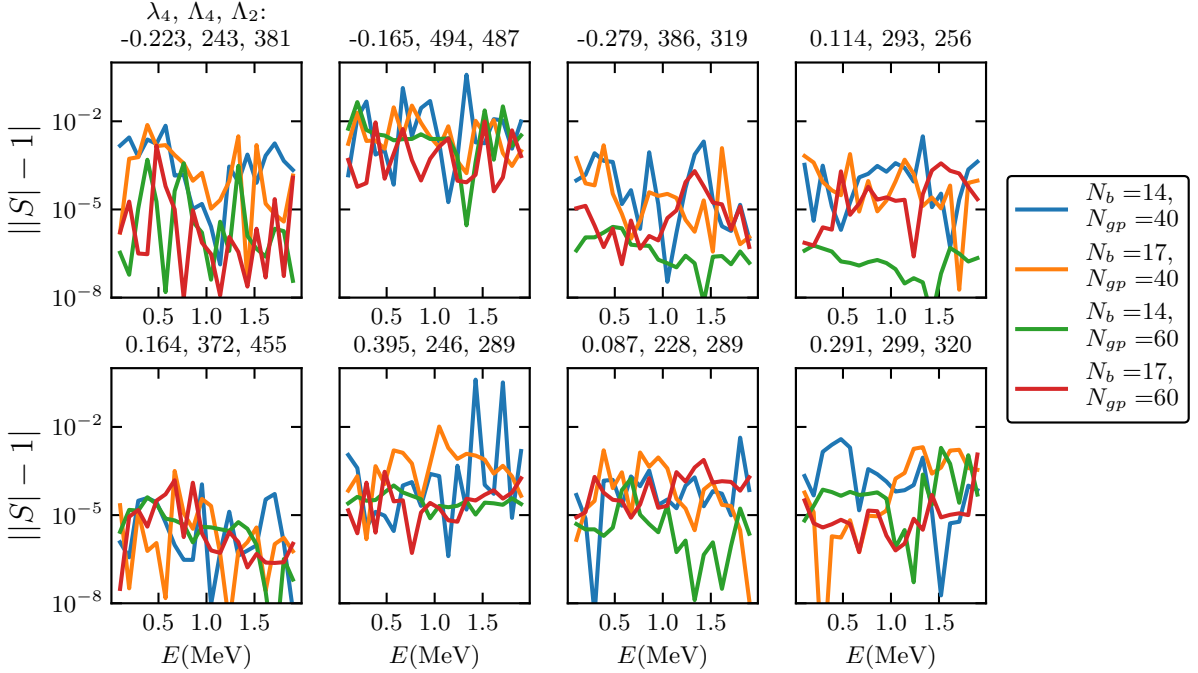 λ₄, Λ₄, Λ₂:
-0.223, 243, 381
-0.165, 494, 487
-0.279, 386, 319
0.114, 293, 256
||S| − 1|
10⁻²
10⁻⁵
10⁻⁸
0.5 1.0 1.5
0.5 1.0 1.5
0.5 1.0 1.5
0.5 1.0 1.5
0.164, 372, 455
0.395, 246, 289
0.087, 228, 289
0.291, 299, 320
||S| − 1|
10⁻²
10⁻⁵
10⁻⁸
0.5 1.0 1.5
0.5 1.0 1.5
0.5 1.0 1.5
0.5 1.0 1.5
E(MeV)
E(MeV)
E(MeV)
E(MeV)
N_b =14,
N_gp =40
N_b =17,
N_gp =40
N_b =14,
N_gp =60
N_b =17,
N_gp =60